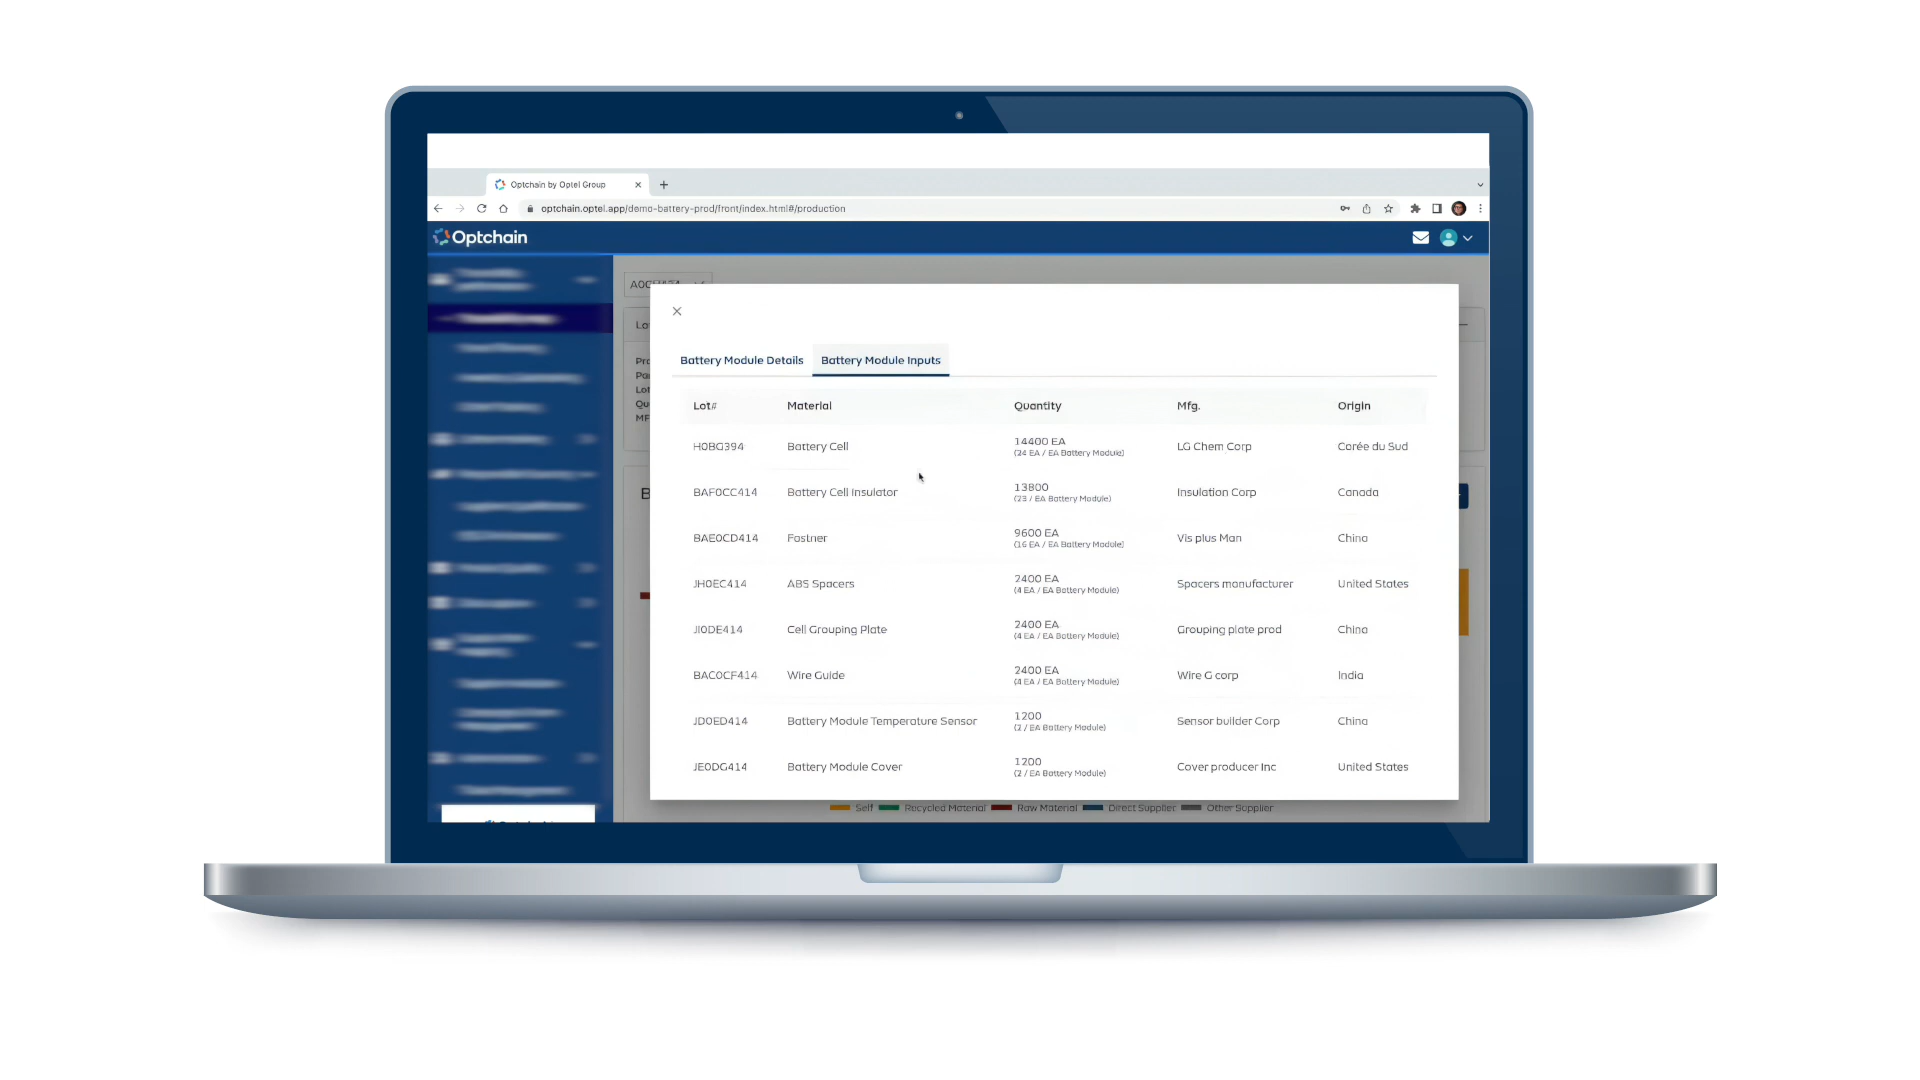 Optchain by Optel Group
optchain.optel.app/demo-battery-prod/front/index.html#/production
Optchain
Battery Module Details
Battery Module Inputs
Lot# Material Quantity Mfg. Origin
H0BG394 Battery Cell 14400 EA LG Chem Corp Corée du Sud
(24 EA / EA Battery Module)
BAF0CC414 Battery Cell Insulator 13800 Insulation Corp Canada
(23 / EA Battery Module)
BAE0CD414 Fastner 9600 EA Vis plus Man China
(16 EA / EA Battery Module)
JH0EC414 ABS Spacers 2400 EA Spacers manufacturer United States
(4 EA / EA Battery Module)
JI0DE414 Cell Grouping Plate 2400 EA Grouping plate prod China
(4 EA / EA Battery Module)
BAC0CF414 Wire Guide 2400 EA Wire G corp India
(4 EA / EA Battery Module)
JD0ED414 Battery Module Temperature Sensor 1200 Sensor builder Corp China
(2 / EA Battery Module)
JE0DG414 Battery Module Cover 1200 Cover producer Inc United States
(2 / EA Battery Module)
Self Recycled Material Raw Material Direct Supplier Other Supplier